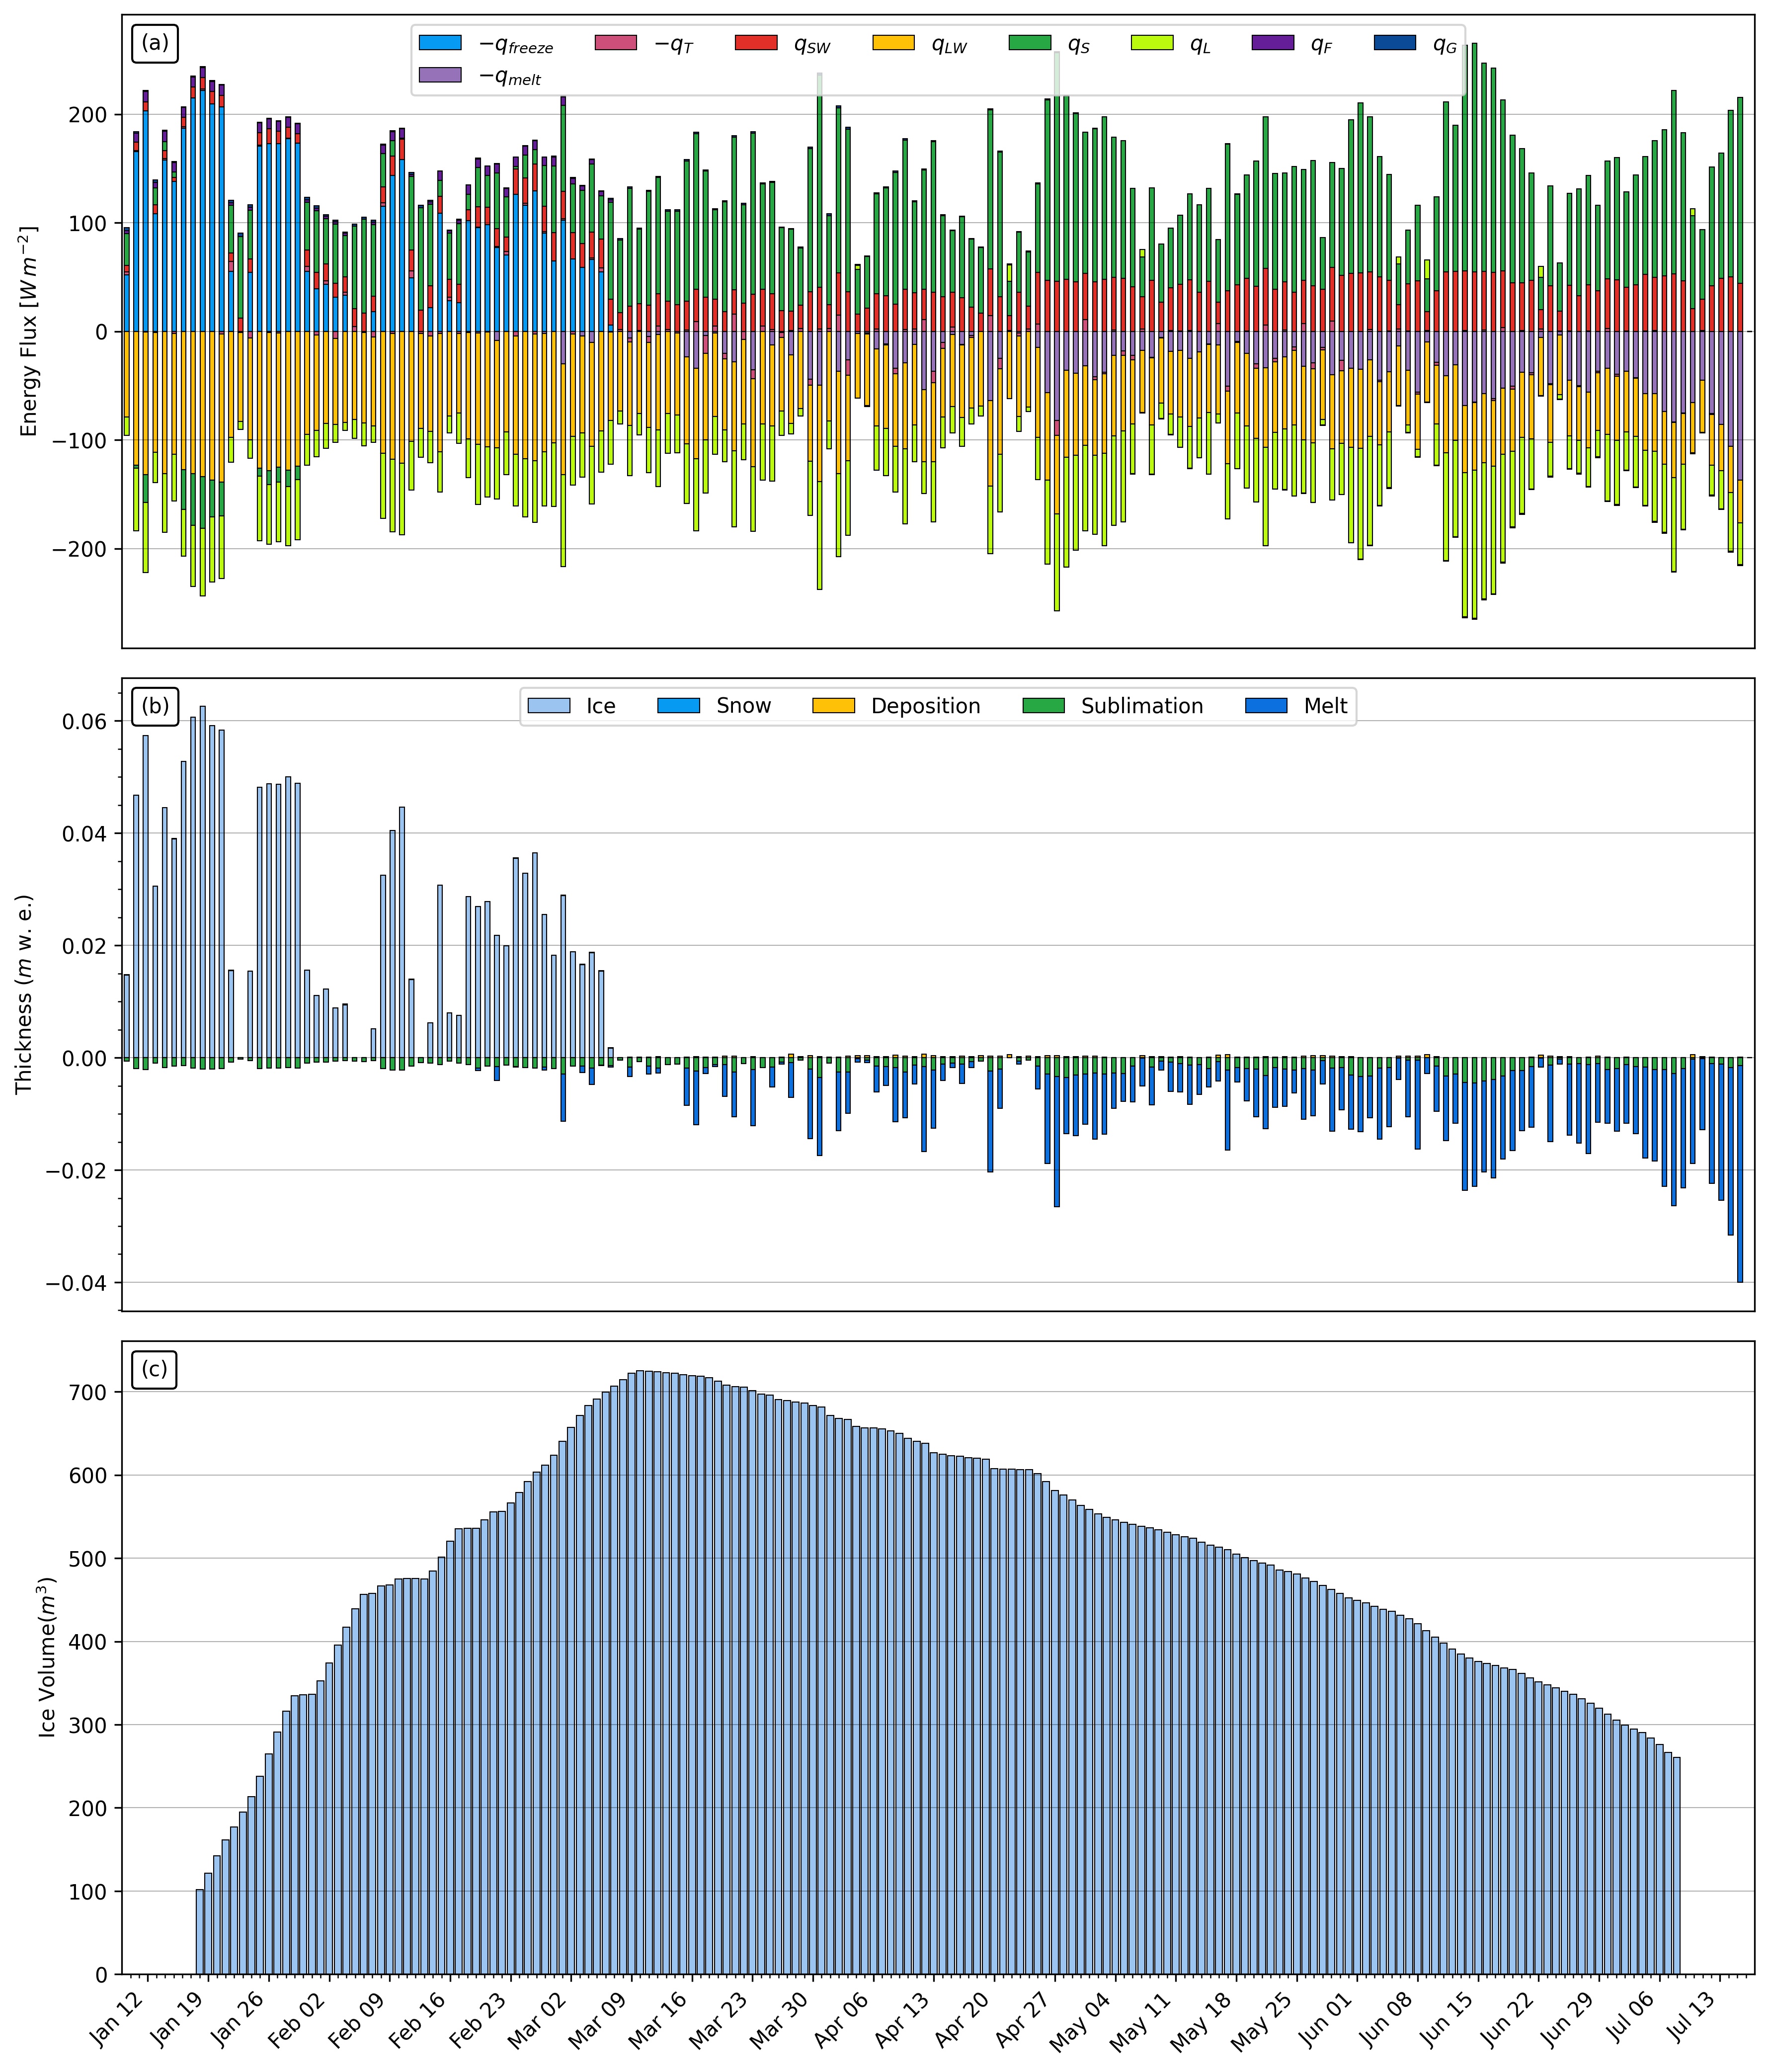 (a)
−q_freeze −q_T q_SW q_LW q_S q_L q_F q_G
−q_melt
Energy Flux [W m⁻²]
200
100
0
−100
−200
(b)
Ice Snow Deposition Sublimation Melt
Thickness (m w. e.)
0.06
0.04
0.02
0.00
−0.02
−0.04
(c)
Ice Volume(m³)
700
600
500
400
300
200
100
0
Jan 12 Jan 19 Jan 26 Feb 02 Feb 09 Feb 16 Feb 23 Mar 02 Mar 09 Mar 16 Mar 23 Mar 30 Apr 06 Apr 13 Apr 20 Apr 27 May 04 May 11 May 18 May 25 Jun 01 Jun 08 Jun 15 Jun 22 Jun 29 Jul 06 Jul 13